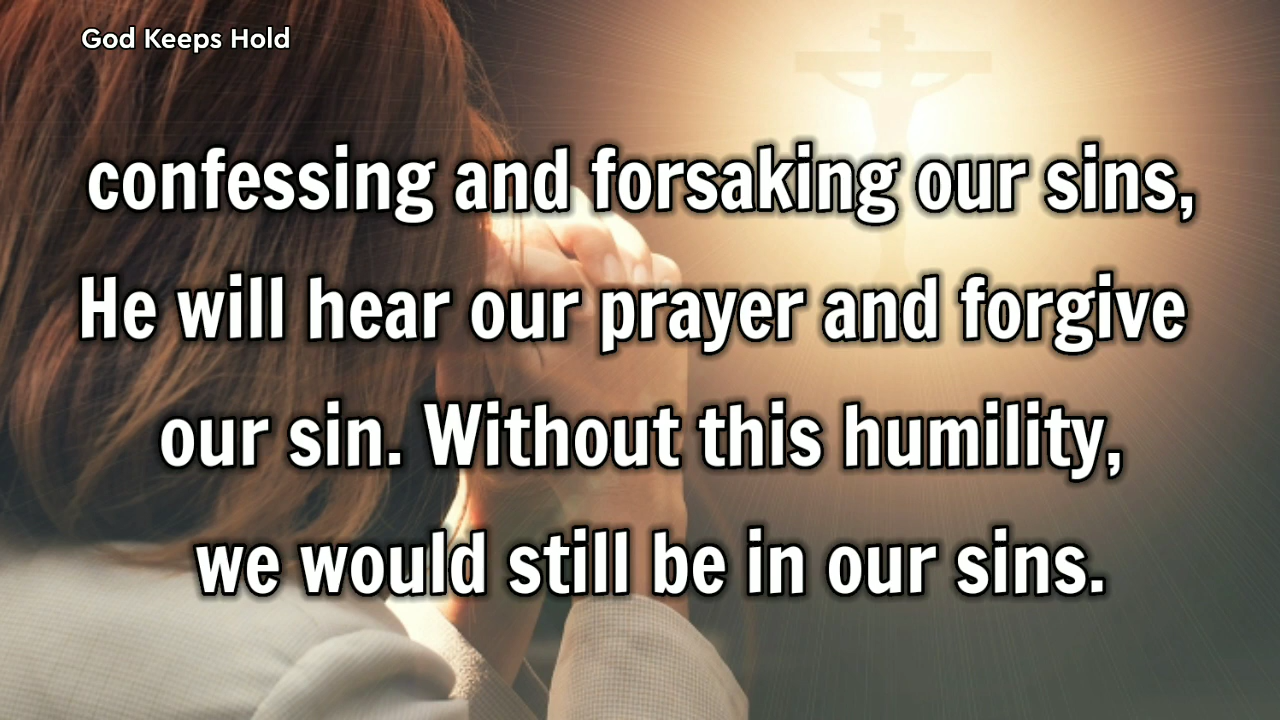 God Keeps Hold
confessing and forsaking our sins,
He will hear our prayer and forgive
our sin. Without this humility,
we would still be in our sins.